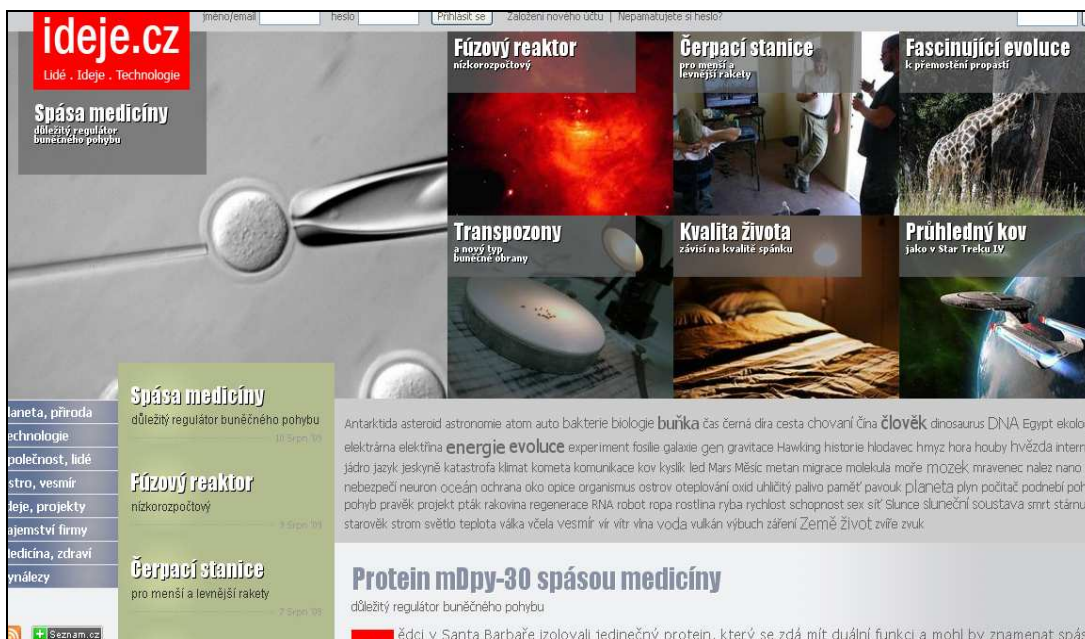 jméno/email heslo Přihlásit se Založení nového účtu | Nepamatujete si heslo?
ideje.cz
Lidé . Ideje . Technologie
Spása medicíny
důležitý regulátor
buněčného pohybu
Fúzový reaktor
nízkorozpočtový
Čerpací stanice
pro menší a
levnější rakety
Fascinující evoluce
k přemostění propastí
Transpozony
a nový typ
buněčné obrany
Kvalita života
závisí na kvalitě spánku
Průhledný kov
jako v Star Treku IV
laneta, příroda
echnologie
polečnost, lidé
stro, vesmír
deje, projekty
ajemství firmy
edicína, zdraví
ynálezy
Seznam.cz
Spása medicíny
důležitý regulátor buněčného pohybu
10 Srpn '09
Fúzový reaktor
nízkorozpočtový
9 Srpn '09
Čerpací stanice
pro menší a levnější rakety
7 Srpn '09
Antarktida asteroid astronomie atom auto bakterie biologie buňka čas černá díra cesta chovaní čína člověk dinosaurus DNA Egypt ekolo
elektrárna elektřina energie evoluce experiment fosilie galaxie gen gravitace Hawking historie hlodavec hmyz hora houby hvězda intern
jádro jazyk jeskyně katastrofa klimat kometa komunikace kov kyslík led Mars Měsíc metan migrace molekula moře mozek mravenec nalez nano
nebezpečí neuron oceán ochrana oko opice organismus ostrov oteplování oxid uhličitý palivo paměť pavouk planeta plyn počítač podnebí poh
pohyb pravěk projekt pták rakovina regenerace RNA robot ropa rostlina ryba rychlost schopnost sex síť Slunce sluneční soustava smrt stárnu
starověk strom světlo teplota válka včela vesmír vír vítr vlna voda vulkán výbuch záření Země život zvíře zvuk
Protein mDpy-30 spásou medicíny
důležitý regulátor buněčného pohybu
ědci v Santa Barbaře izolovali jedinečný protein, který se zdá mít duální funkci a mohl by znamenat spás